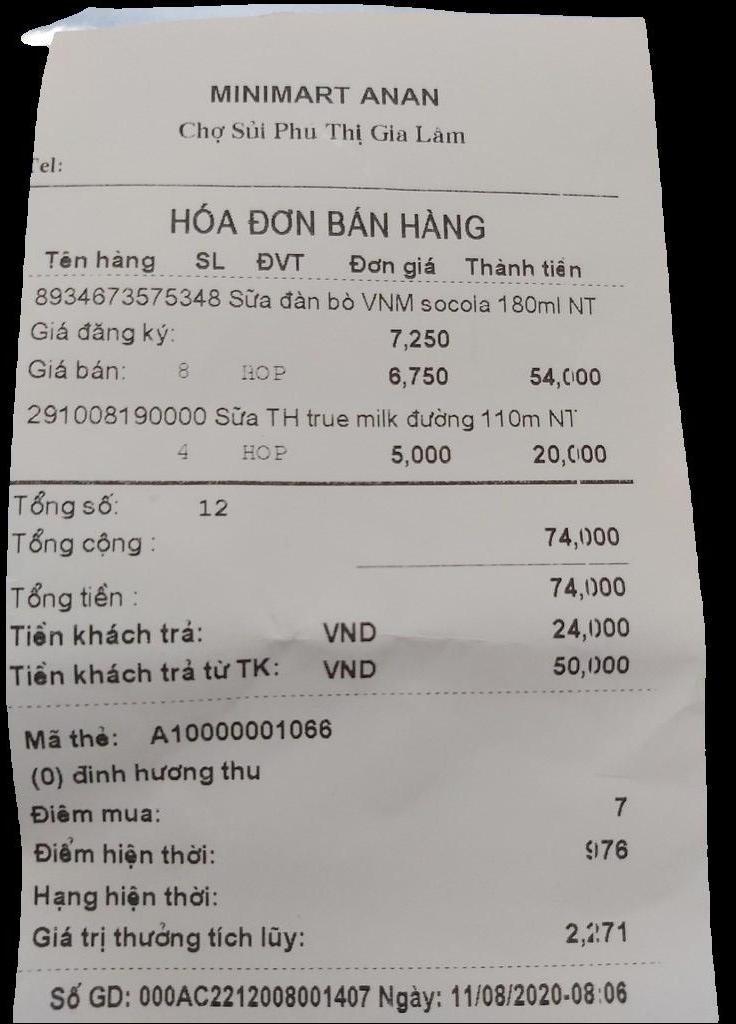 MINIMART ANAN
Chợ Sủi Phu Thị Gia Lâm
Tel:
HÓA ĐƠN BÁN HÀNG
Tên hàng SL ĐVT Đơn giá Thành tiền
8934673575348 Sữa đàn bò VNM socola 180ml NT
Giá đăng ký: 7,250
Giá bán: 8 HOP 6,750 54,000
291008190000 Sữa TH true milk đường 110m NT
4 HOP 5,000 20,000
Tổng số: 12
Tổng cộng : 74,000
Tổng tiền : 74,000
Tiền khách trả: VND 24,000
Tiền khách trả từ TK: VND 50,000
Mã thẻ: A10000001066
(0) đinh hương thu
Điêm mua: 7
Điểm hiện thời: 976
Hạng hiện thời:
Giá trị thưởng tích lũy: 2,271
Số GD: 000AC2212008001407 Ngày: 11/08/2020-08:06